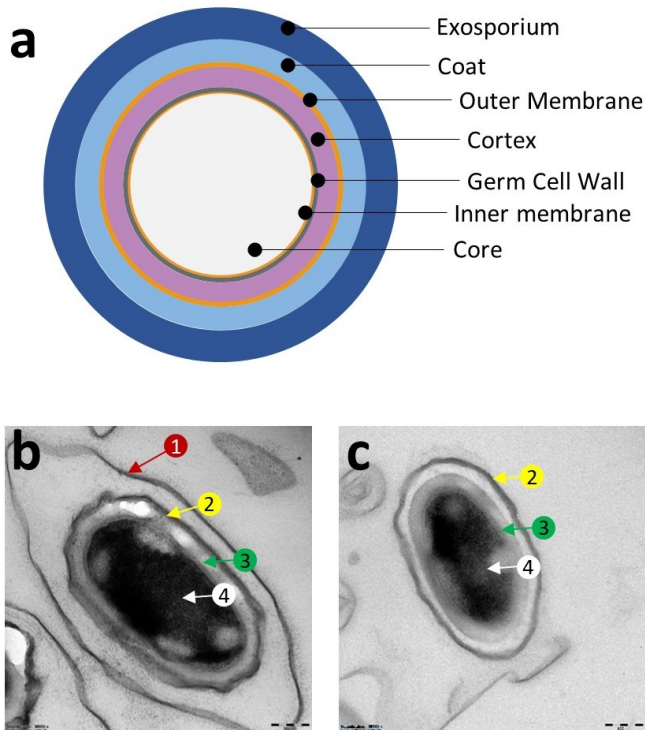 a
Exosporium
Coat
Outer Membrane
Cortex
Germ Cell Wall
Inner membrane
Core
b
1
2
3
4
c
2
3
4